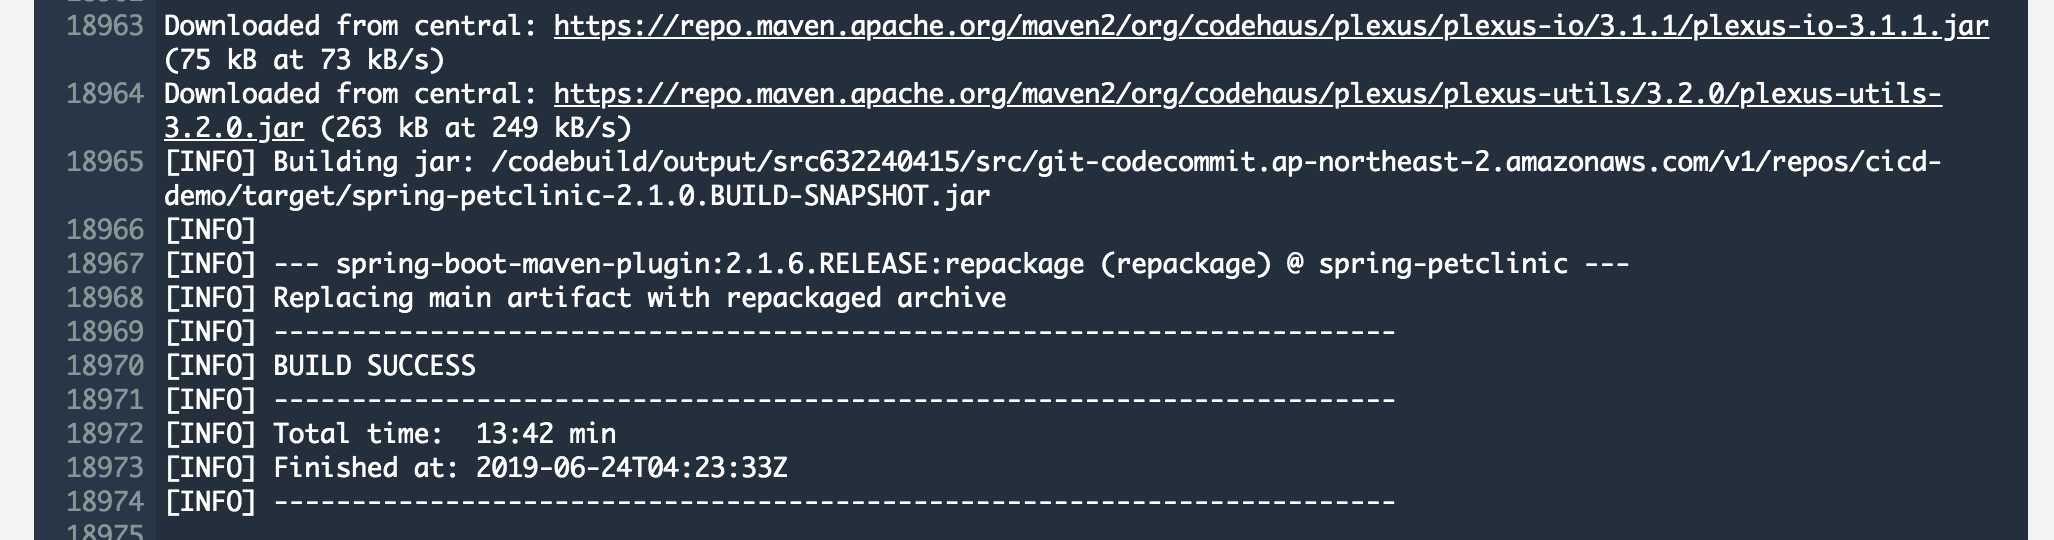 18963 Downloaded from central: https://repo.maven.apache.org/maven2/org/codehaus/plexus/plexus-io/3.1.1/plexus-io-3.1.1.jar
(75 kB at 73 kB/s)
18964 Downloaded from central: https://repo.maven.apache.org/maven2/org/codehaus/plexus/plexus-utils/3.2.0/plexus-utils-
3.2.0.jar (263 kB at 249 kB/s)
18965 [INFO] Building jar: /codebuild/output/src632240415/src/git-codecommit.ap-northeast-2.amazonaws.com/v1/repos/cicd-
demo/target/spring-petclinic-2.1.0.BUILD-SNAPSHOT.jar
18966 [INFO]
18967 [INFO] --- spring-boot-maven-plugin:2.1.6.RELEASE:repackage (repackage) @ spring-petclinic ---
18968 [INFO] Replacing main artifact with repackaged archive
18969 [INFO] ------------------------------------------------------------------------
18970 [INFO] BUILD SUCCESS
18971 [INFO] ------------------------------------------------------------------------
18972 [INFO] Total time:  13:42 min
18973 [INFO] Finished at: 2019-06-24T04:23:33Z
18974 [INFO] ------------------------------------------------------------------------
18975